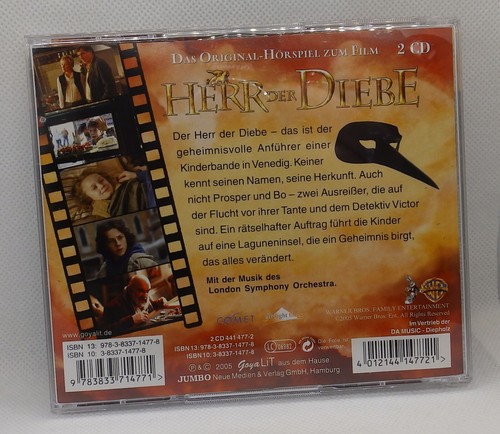 DAS ORIGINAL-HÖRSPIEL ZUM FILM 2 CD
HERR DER DIEBE
Der Herr der Diebe – das ist der
geheimnisvolle Anführer einer
Kinderbande in Venedig. Keiner
kennt seinen Namen, seine Herkunft. Auch
nicht Prosper und Bo – zwei Ausreißer, die auf
der Flucht vor ihrer Tante und dem Detektiv Victor
sind. Ein rätselhafter Auftrag führt die Kinder
auf eine Laguneninsel, die ein Geheimnis birgt,
das alles verändert.
Mit der Musik des
London Symphony Orchestra.
COMET
WB
WARNER BROS. FAMILY ENTERTAINMENT
Im Vertrieb der
DA MUSIC - Diepholz
www.goyalit.de
ISBN 13: 978-3-8337-1477-8
ISBN 10: 3-8337-1477-8
9 783833 714771 >
2 CD 441 477-2
ISBN 13: 978-3-8337-1477-8
ISBN 10: 3-8337-1477-8
LC 08682
℗ & © 2005 Goya LiT aus dem Hause
JUMBO Neue Medien & Verlag GmbH, Hamburg
4 012144 147721 >